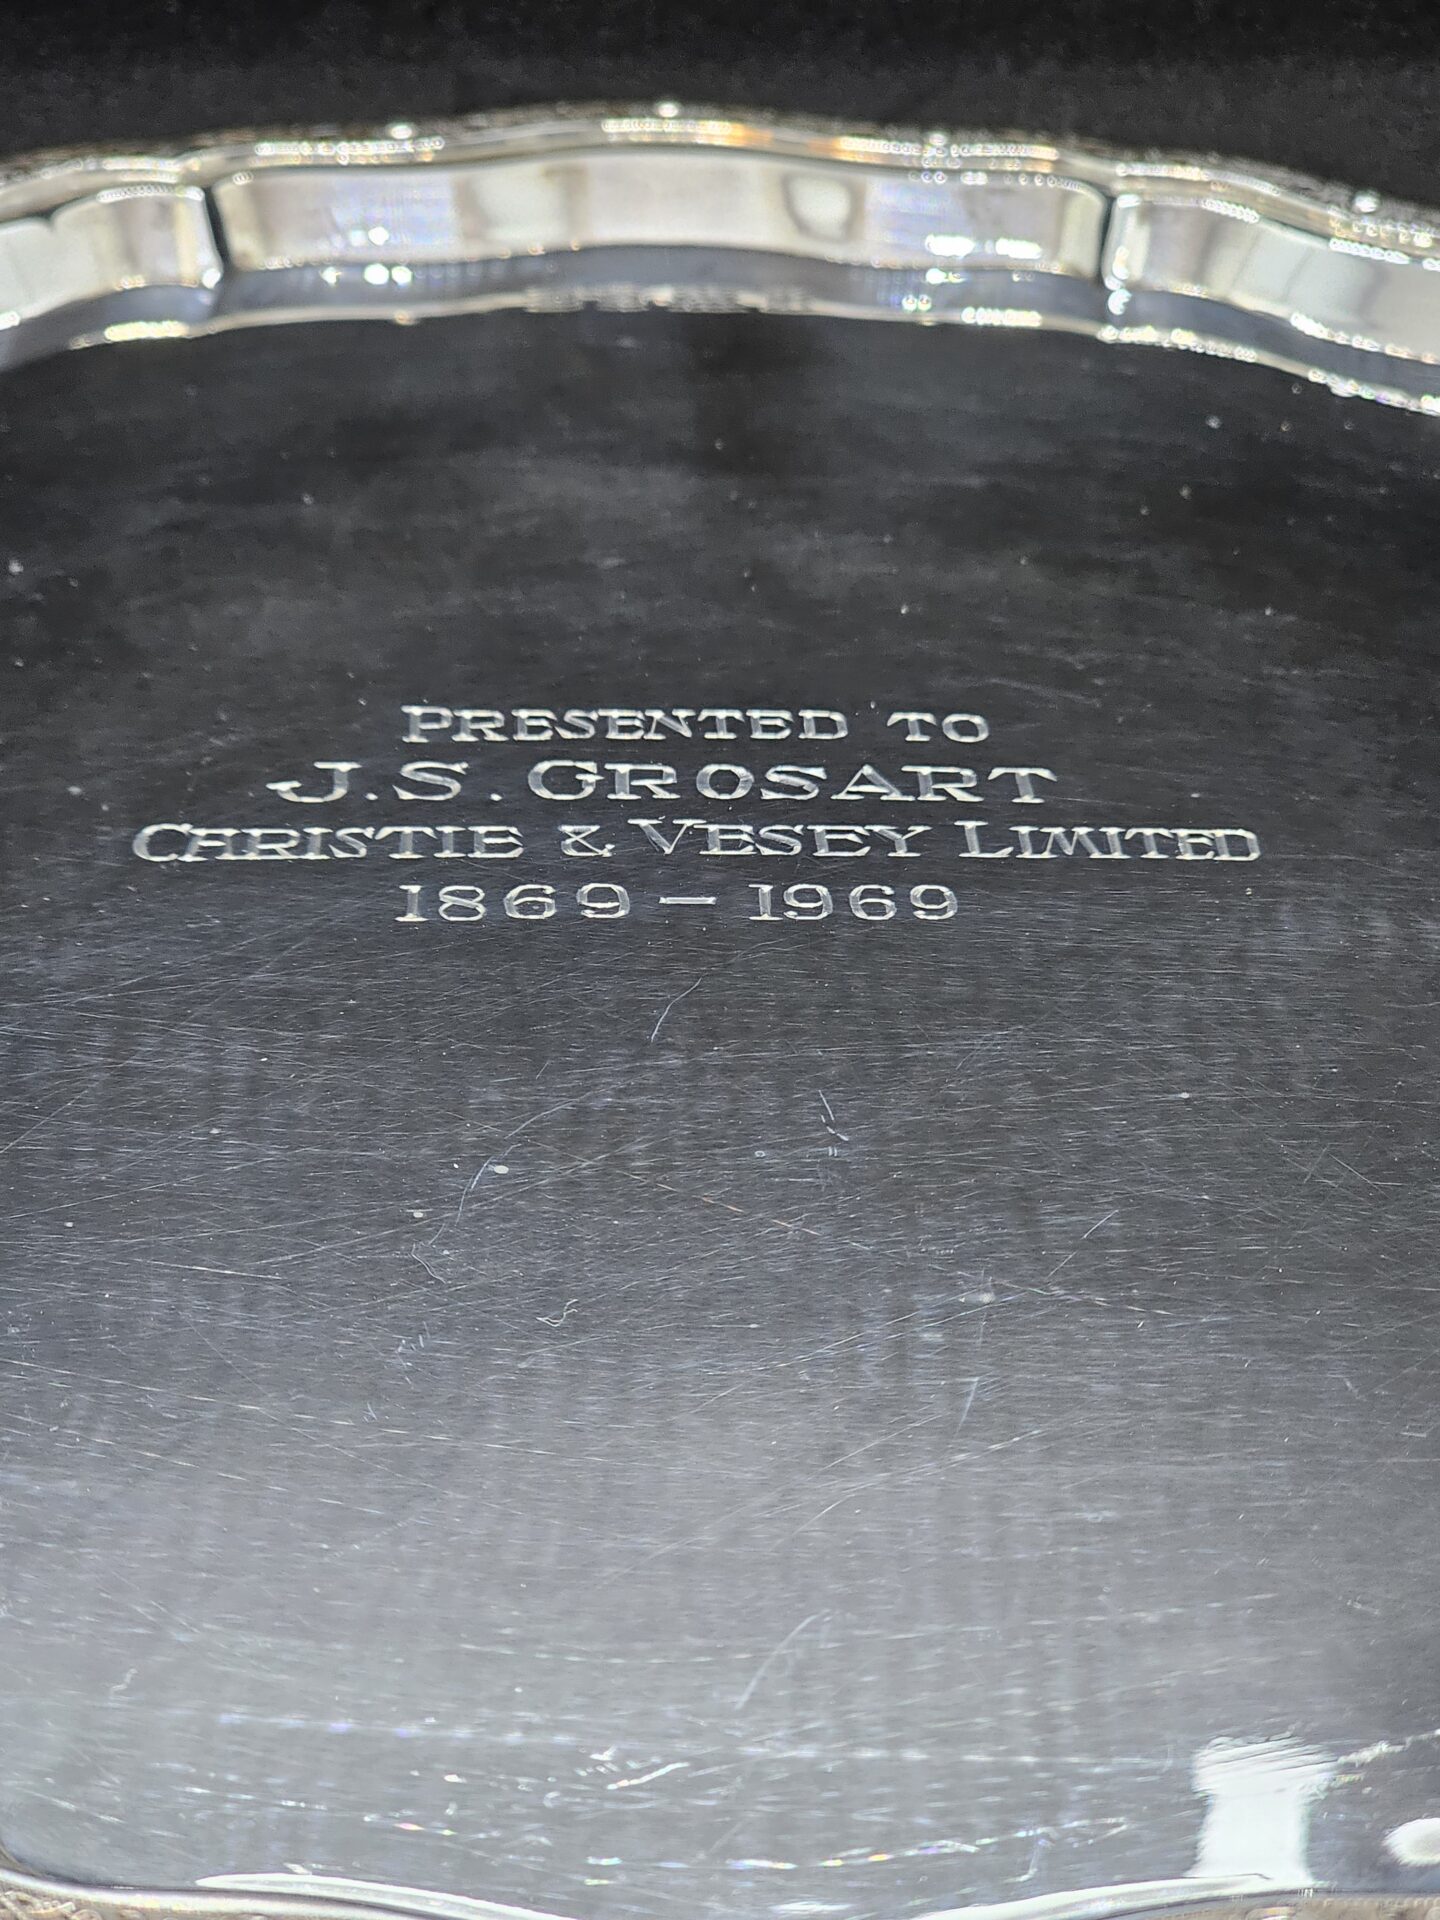 PRESENTED TO
J.S. GROSART
CHRISTIE & VESEY LIMITED
1869 – 1969